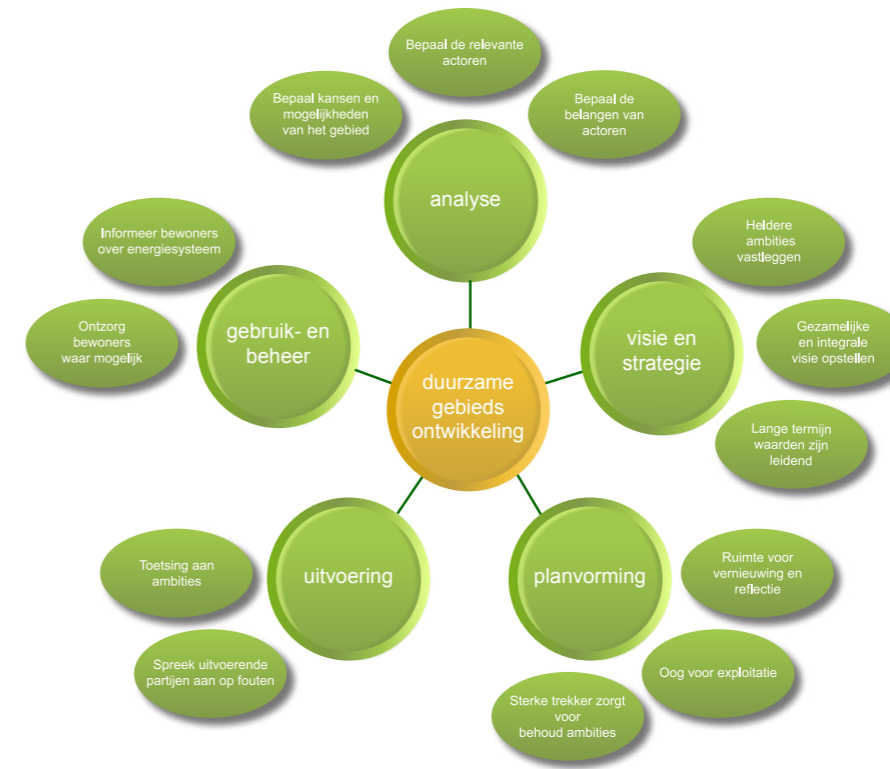 Bepaal de relevante
actoren
Bepaal kansen en
mogelijkheden
van het gebied
Bepaal de
belangen van
actoren
analyse
Informeer bewoners
over energiesysteem
Ontzorg
bewoners
waar mogelijk
gebruik- en
beheer
Heldere
ambities
vastleggen
Gezamelijke
en integrale
visie opstellen
Lange termijn
waarden zijn
leidend
visie en
strategie
duurzame
gebieds
ontwikkeling
Toetsing aan
ambities
Spreek uitvoerende
partijen aan op fouten
uitvoering
planvorming
Ruimte voor
vernieuwing en
reflectie
Oog voor exploitatie
Sterke trekker zorgt
voor
behoud ambities